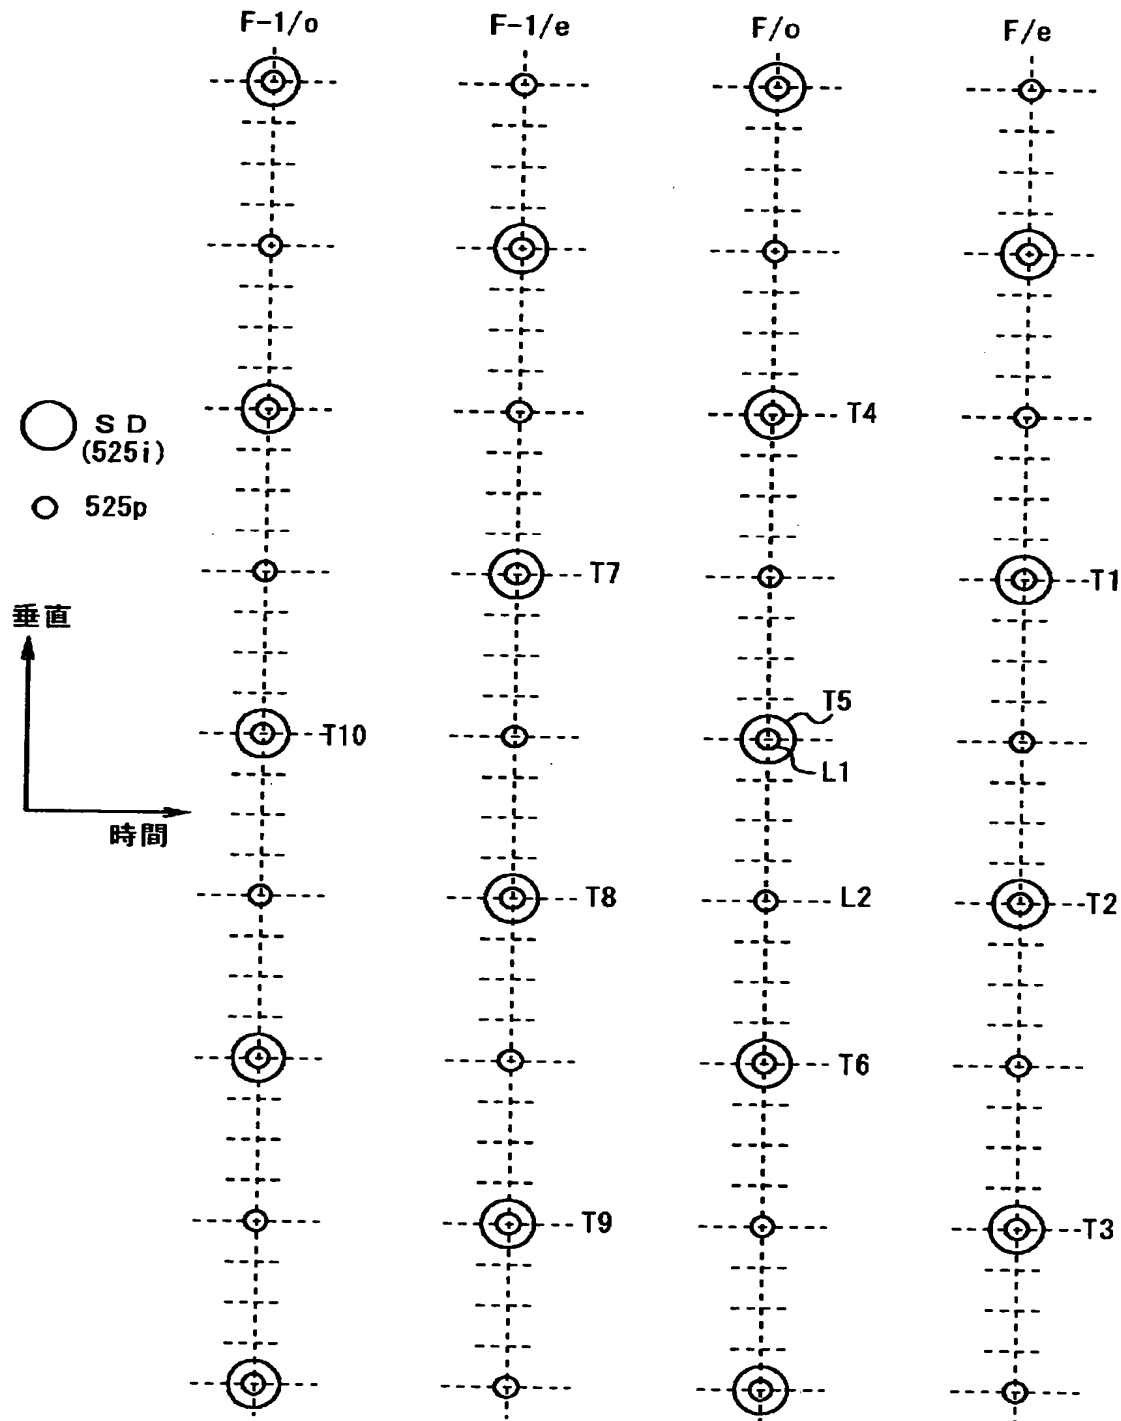 F-1/o
F-1/e
F/o
F/e
SD
(525i)
525p
垂直
時間
T4
T7
T1
T10
T5
L1
T8
L2
T2
T6
T9
T3